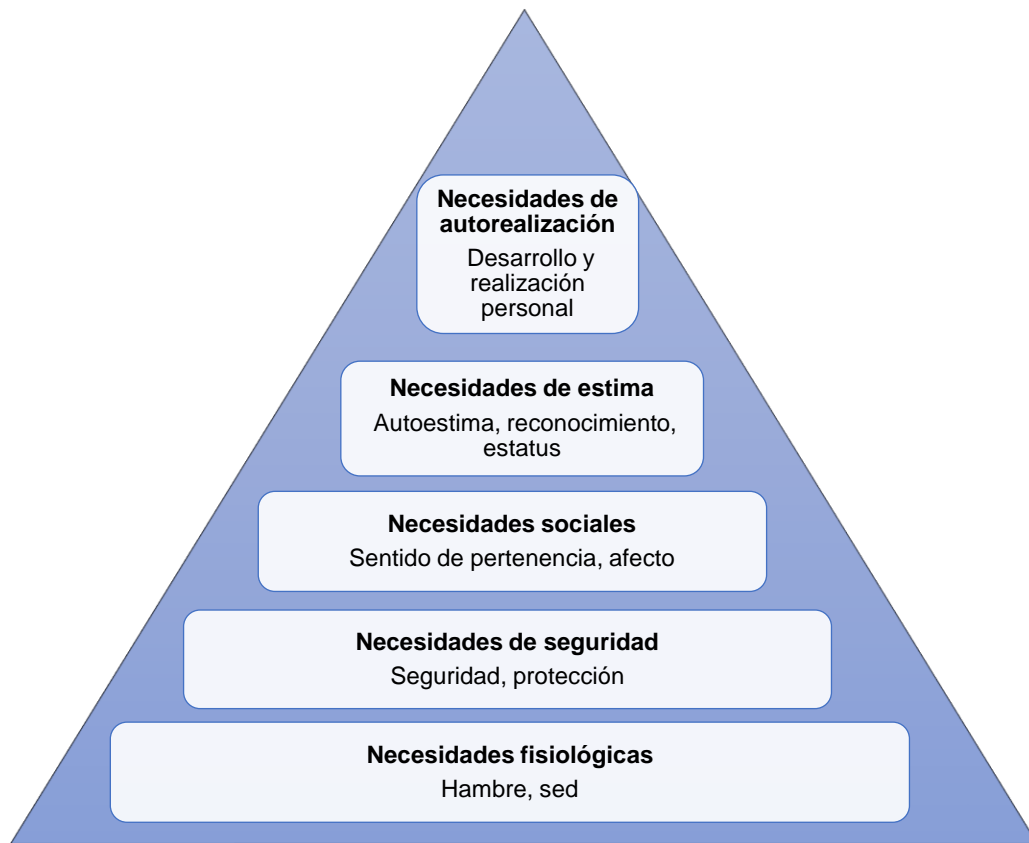 Necesidades de
autorealización
Desarrollo y
realización
personal
Necesidades de estima
Autoestima, reconocimiento,
estatus
Necesidades sociales
Sentido de pertenencia, afecto
Necesidades de seguridad
Seguridad, protección
Necesidades fisiológicas
Hambre, sed